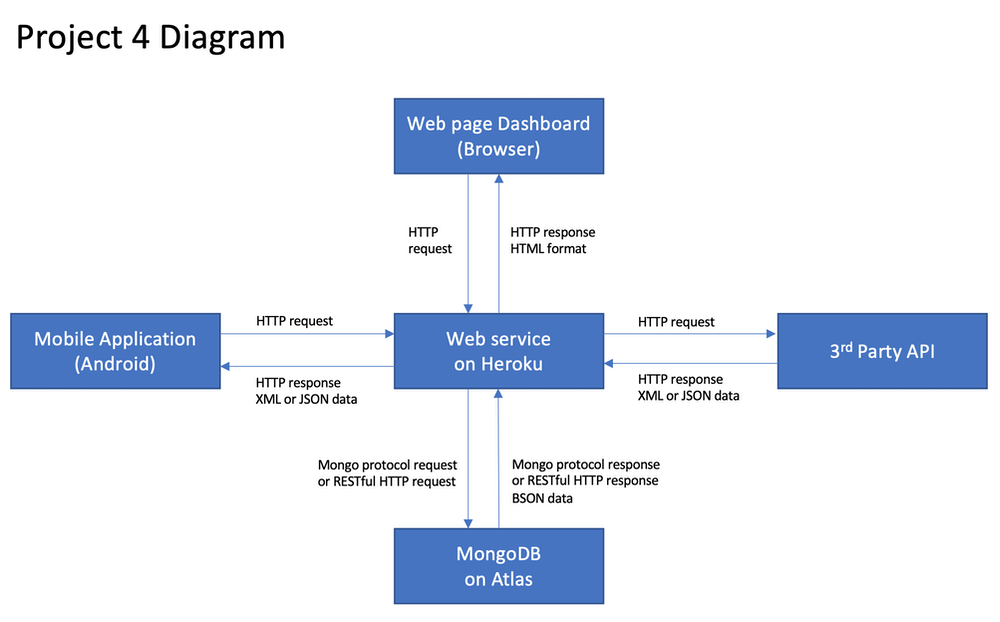 Project 4 Diagram
Web page Dashboard
(Browser)
HTTP
request
HTTP response
HTML format
Mobile Application
(Android)
HTTP request
HTTP response
XML or JSON data
Web service
on Heroku
HTTP request
HTTP response
XML or JSON data
3rd Party API
Mongo protocol request
or RESTful HTTP request
Mongo protocol response
or RESTful HTTP response
BSON data
MongoDB
on Atlas